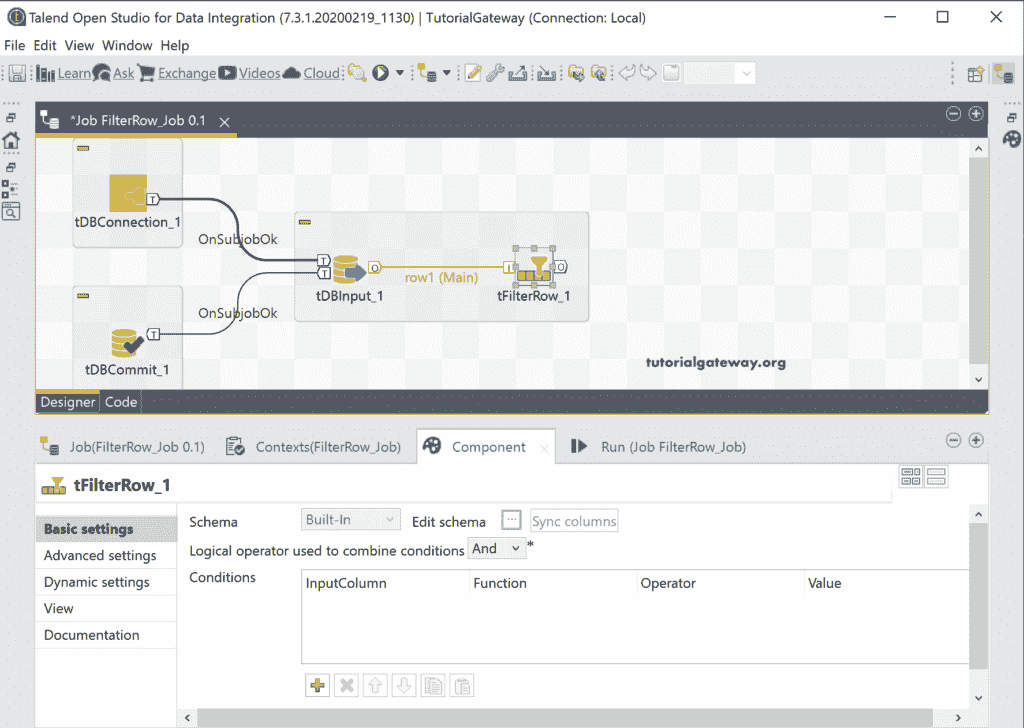 Talend Open Studio for Data Integration (7.3.1.20200219_1130) | TutorialGateway (Connection: Local)
File Edit View Window Help
Learn Ask Exchange Videos Cloud
*Job FilterRow_Job 0.1
T
tDBConnection_1
OnSubjobOk
T
T
O
row1 (Main)
I
O
tDBInput_1
tFilterRow_1
OnSubjobOk
T
tDBCommit_1
tutorialgateway.org
Designer Code
Job(FilterRow_Job 0.1) Contexts(FilterRow_Job) Component Run (Job FilterRow_Job)
tFilterRow_1
Basic settings
Advanced settings
Dynamic settings
View
Documentation
Schema Built-In Edit schema ... Sync columns
Logical operator used to combine conditions And *
Conditions
InputColumn Function Operator Value